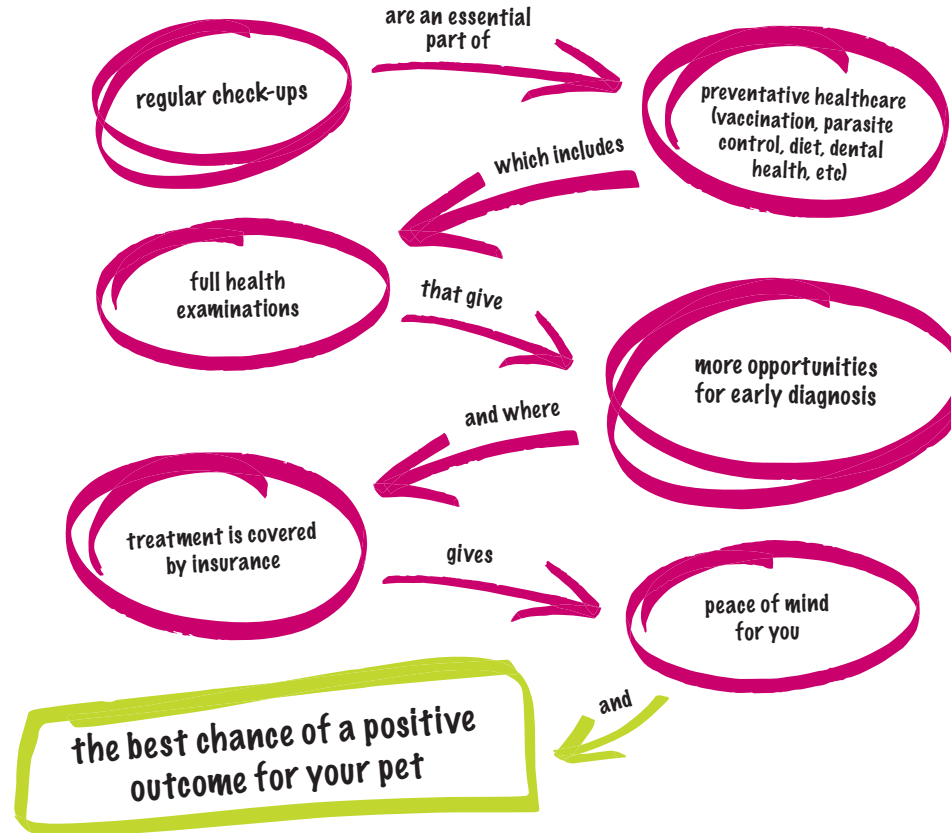 are an essential
part of
regular check-ups
preventative healthcare
(vaccination, parasite
control, diet, dental
health, etc)
which includes
full health
examinations
that give
more opportunities
for early diagnosis
and where
treatment is covered
by insurance
gives
peace of mind
for you
and
the best chance of a positive
outcome for your pet